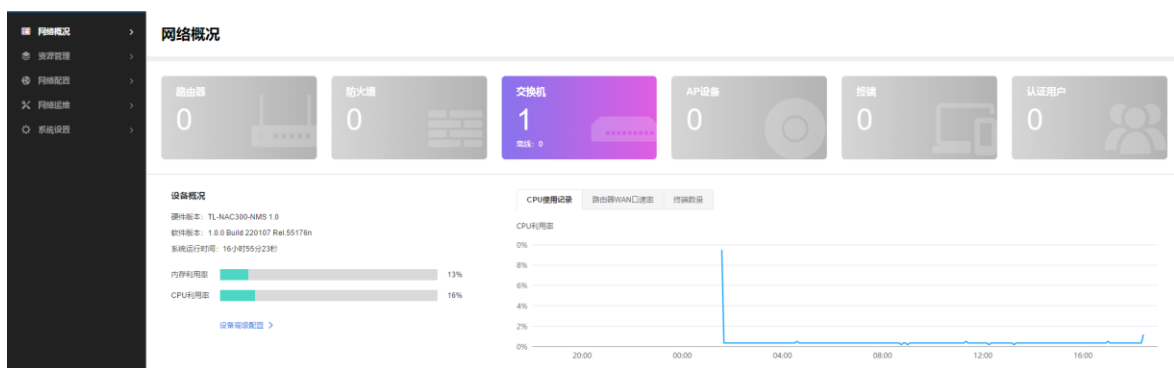 网络概况
资源管理
网络配置
网络运维
系统设置
网络概况
路由器
0
防火墙
0
交换机
1
离线：0
AP设备
0
终端
0
认证用户
0
设备概况
硬件版本：TL-NAC300-NMS 1.0
软件版本：1.0.0 Build 220107 Rel.55176n
系统运行时间：16小时55分23秒
内存利用率 13%
CPU利用率 16%
设备高级配置 >
CPU使用记录 路由器WAN口速率 终端数量
CPU利用率
0%
8%
6%
4%
2%
0%
20:00 00:00 04:00 08:00 12:00 16:00